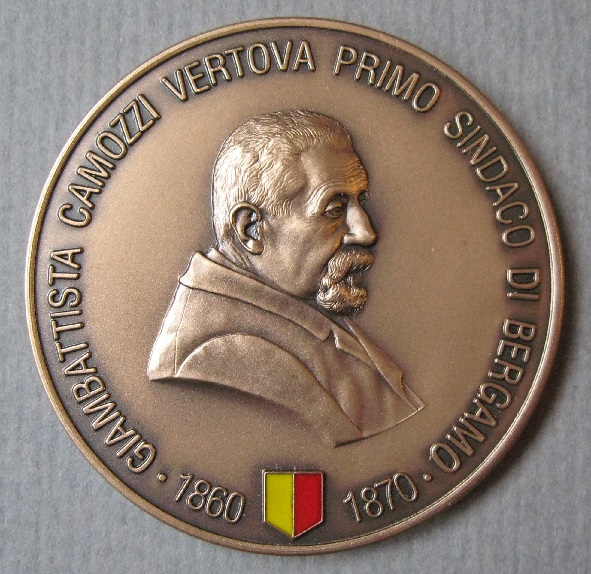 · GIAMBATTISTA CAMOZZI VERTOVA PRIMO SINDACO DI BERGAMO ·
1860 1870